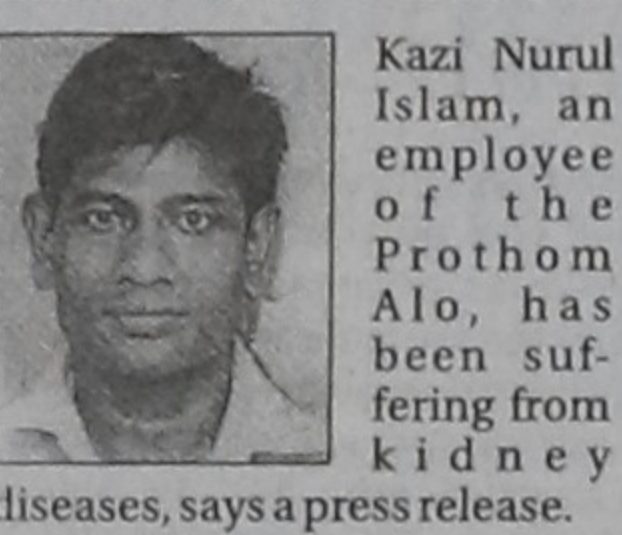 Kazi Nurul
Islam, an
employee
of the
Prothom
Alo, has
been suf-
fering from
kidney
diseases, says a press release.